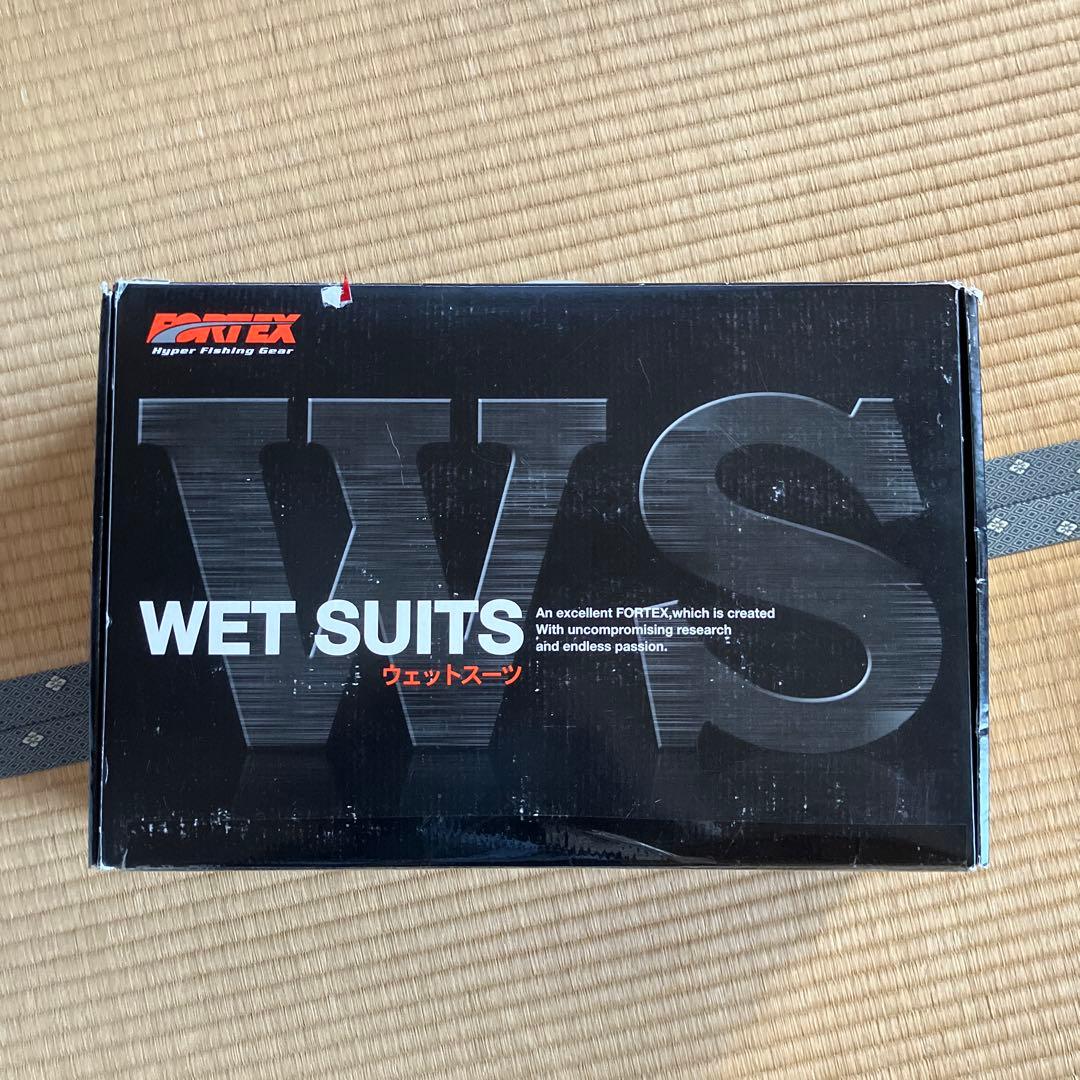 FORTEX
Hyper Fishing Gear
WS
WET SUITS
ウェットスーツ
An excellent FORTEX,which is created
With uncompromising research
and endless passion.